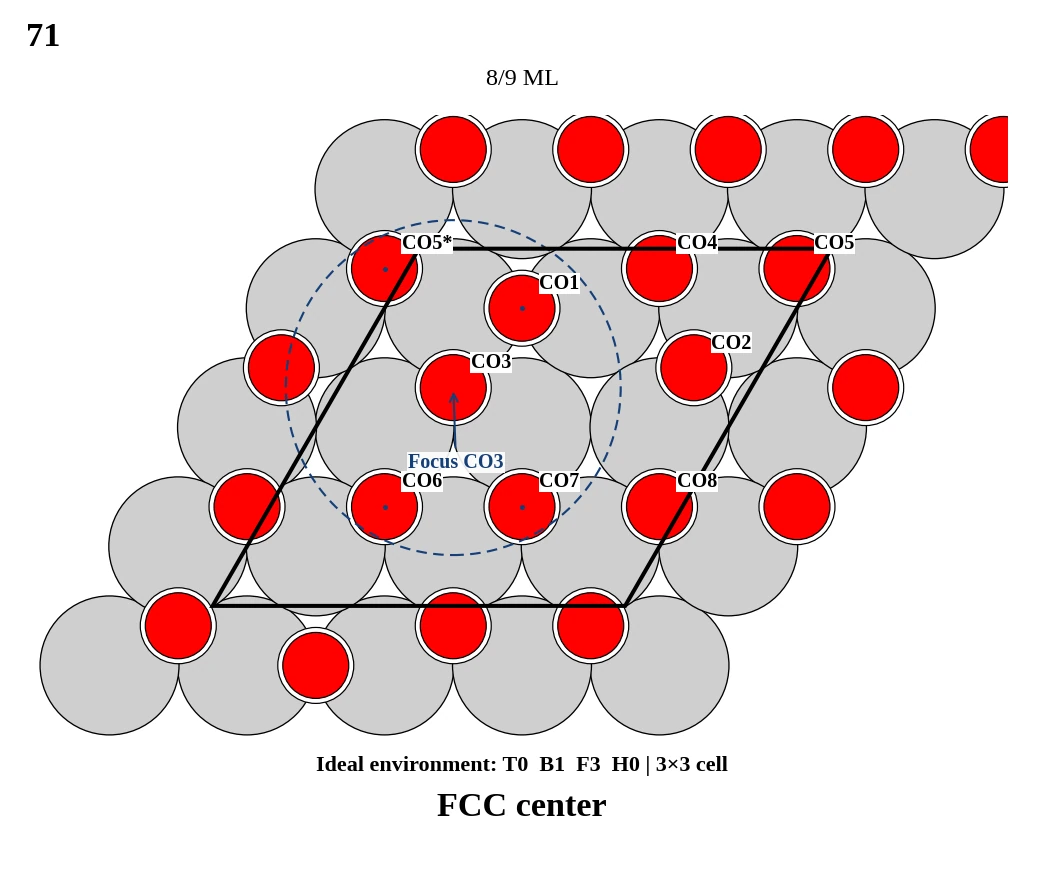 71
8/9 ML
CO5*
CO4
CO5
CO1
CO2
CO3
Focus CO3
CO6
CO7
CO8
Ideal environment: T0 B1 F3 H0 | 3×3 cell
FCC center